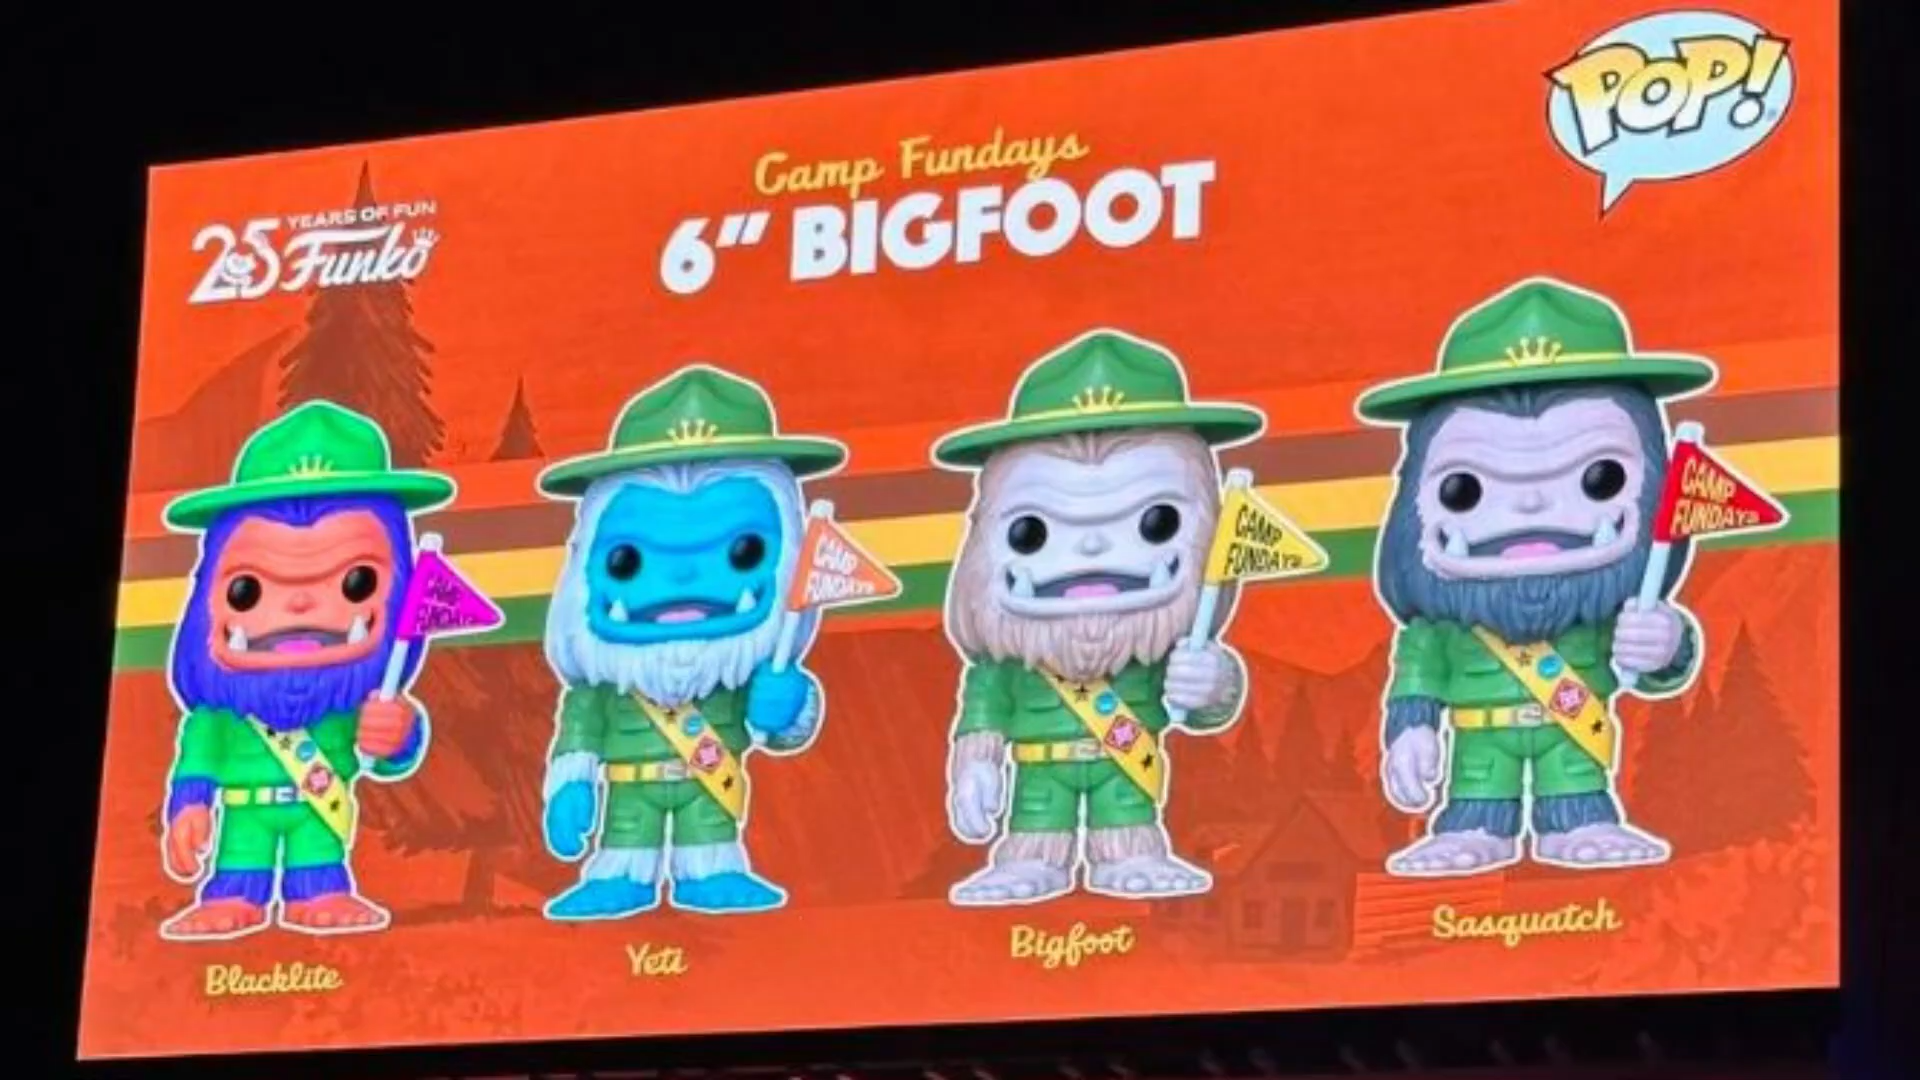 25 YEARS OF FUN
Funko
Camp Fundays
6" BIGFOOT
POP!
CAMP
FUNDAYS
CAMP
FUNDAYS
CAMP
FUNDAYS
CAMP
FUNDAYS
Blacklite
Yeti
Bigfoot
Sasquatch